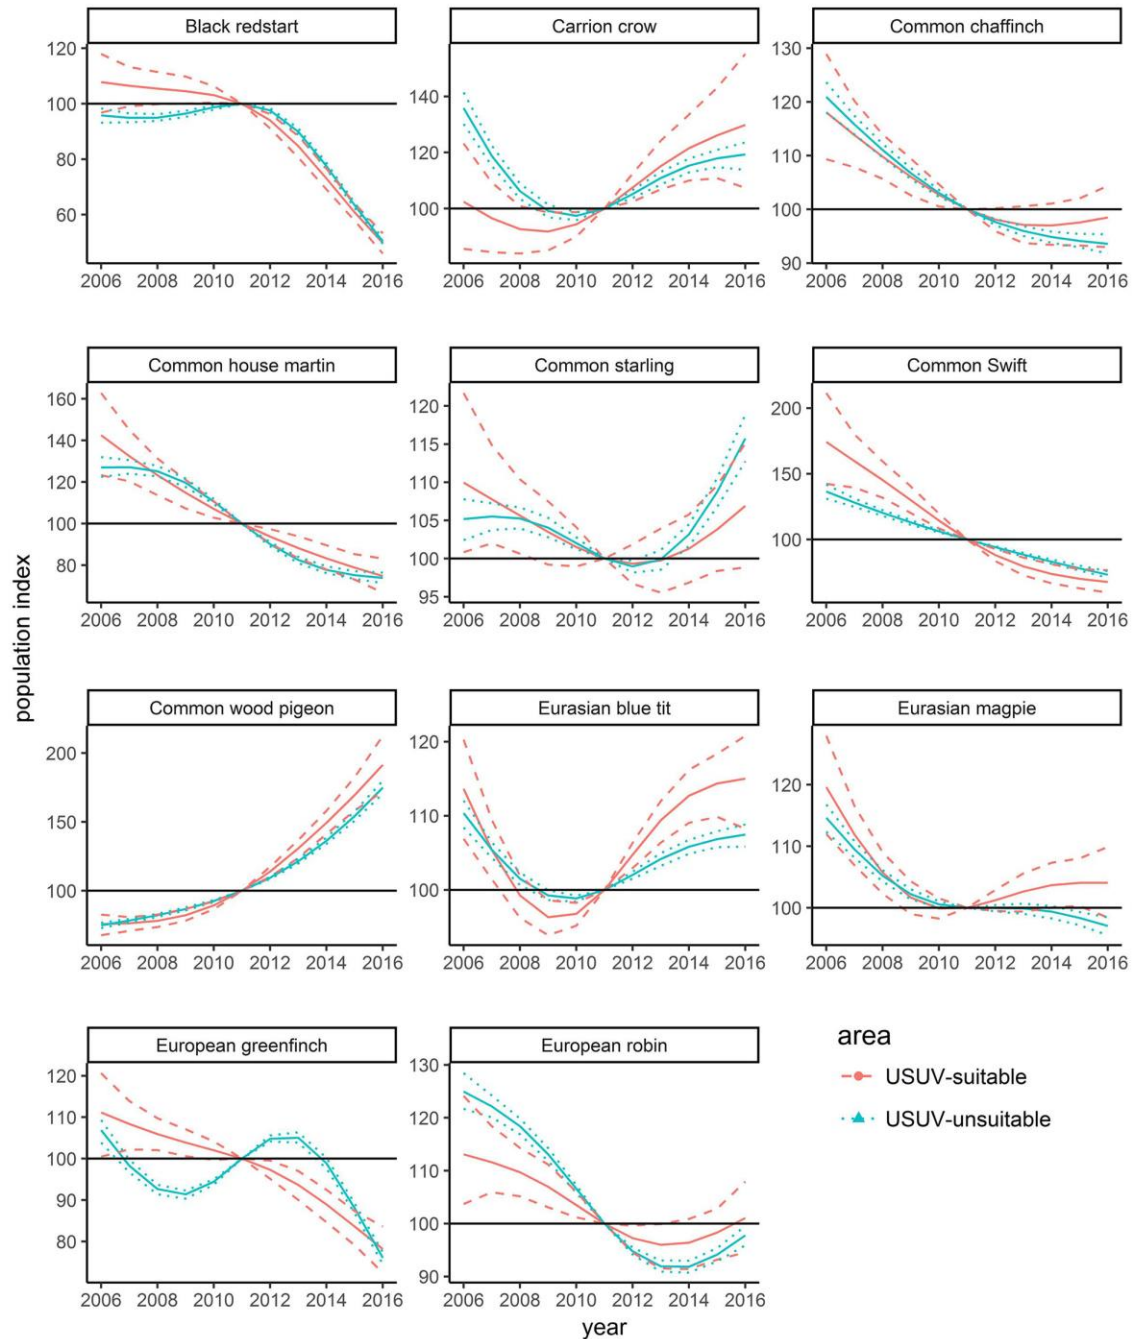 Black redstart
Carrion crow
Common chaffinch
120
100
80
60
2006 2008 2010 2012 2014 2016
140
120
100
2006 2008 2010 2012 2014 2016
130
120
110
100
90
2006 2008 2010 2012 2014 2016
Common house martin
Common starling
Common Swift
160
140
120
100
80
2006 2008 2010 2012 2014 2016
120
115
110
105
100
95
2006 2008 2010 2012 2014 2016
200
150
100
2006 2008 2010 2012 2014 2016
population index
Common wood pigeon
Eurasian blue tit
Eurasian magpie
200
150
100
2006 2008 2010 2012 2014 2016
120
110
100
2006 2008 2010 2012 2014 2016
120
110
100
2006 2008 2010 2012 2014 2016
European greenfinch
European robin
120
110
100
90
80
2006 2008 2010 2012 2014 2016
130
120
110
100
90
2006 2008 2010 2012 2014 2016
area
USUV-suitable
USUV-unsuitable
year